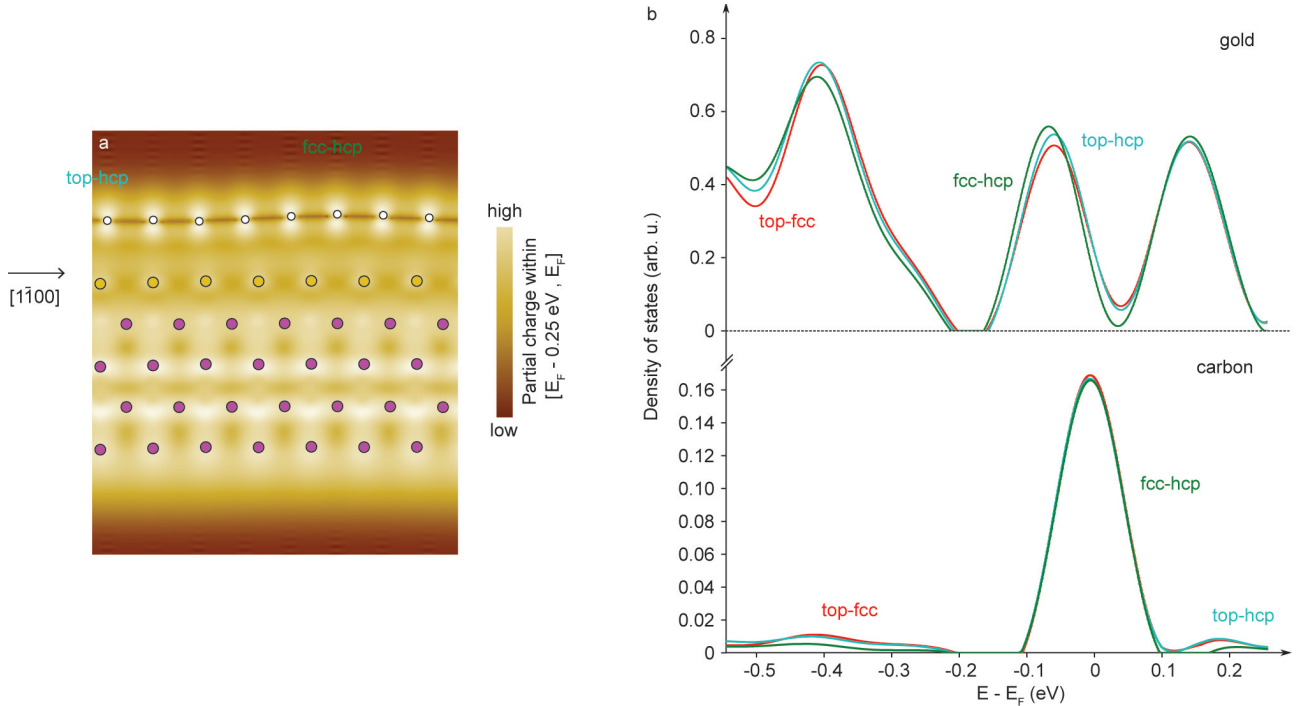 a
fcc-hcp
top-hcp
[11̄00]
high
low
Partial charge within
[E_F - 0.25 eV , E_F]
b
gold
0.8
0.6
0.4
0.2
0
top-hcp
fcc-hcp
top-fcc
Density of states (arb. u.)
carbon
0.16
0.14
0.12
0.10
0.08
0.06
0.04
0.02
0
fcc-hcp
top-fcc
top-hcp
-0.5 -0.4 -0.3 -0.2 -0.1 0 0.1 0.2
E - E_F (eV)